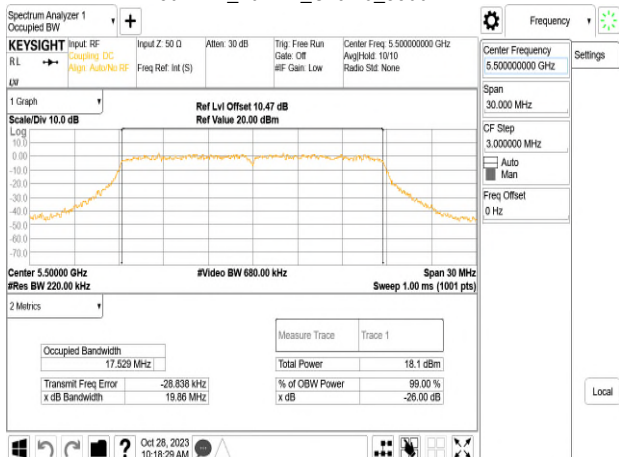 Spectrum Analyzer 1
Occupied BW
Frequency
KEYSIGHT
Input: RF
Input Z: 50 Ω
Atten: 30 dB
Trig: Free Run
Center Freq: 5.500000000 GHz
RL
Coupling: DC
Gate: Off
Avg|Hold: 10/10
Align: Auto/No RF
Freq Ref: Int (S)
#IF Gain: Low
Radio Std: None
Center Frequency
5.500000000 GHz
Settings
Span
30.000 MHz
CF Step
3.000000 MHz
Auto
Man
Freq Offset
0 Hz
1 Graph
Ref Lvl Offset 10.47 dB
Scale/Div 10.0 dB
Ref Value 20.00 dBm
Log
10.0
0.00
-10.0
-20.0
-30.0
-40.0
-50.0
-60.0
-70.0
Center 5.50000 GHz
#Video BW 680.00 kHz
Span 30 MHz
#Res BW 220.00 kHz
Sweep 1.00 ms (1001 pts)
2 Metrics
Measure Trace
Trace 1
Occupied Bandwidth
17.529 MHz
Total Power
18.1 dBm
Transmit Freq Error
-28.838 kHz
% of OBW Power
99.00 %
x dB Bandwidth
19.86 MHz
x dB
-26.00 dB
Local
Oct 28, 2023
10:18:29 AM